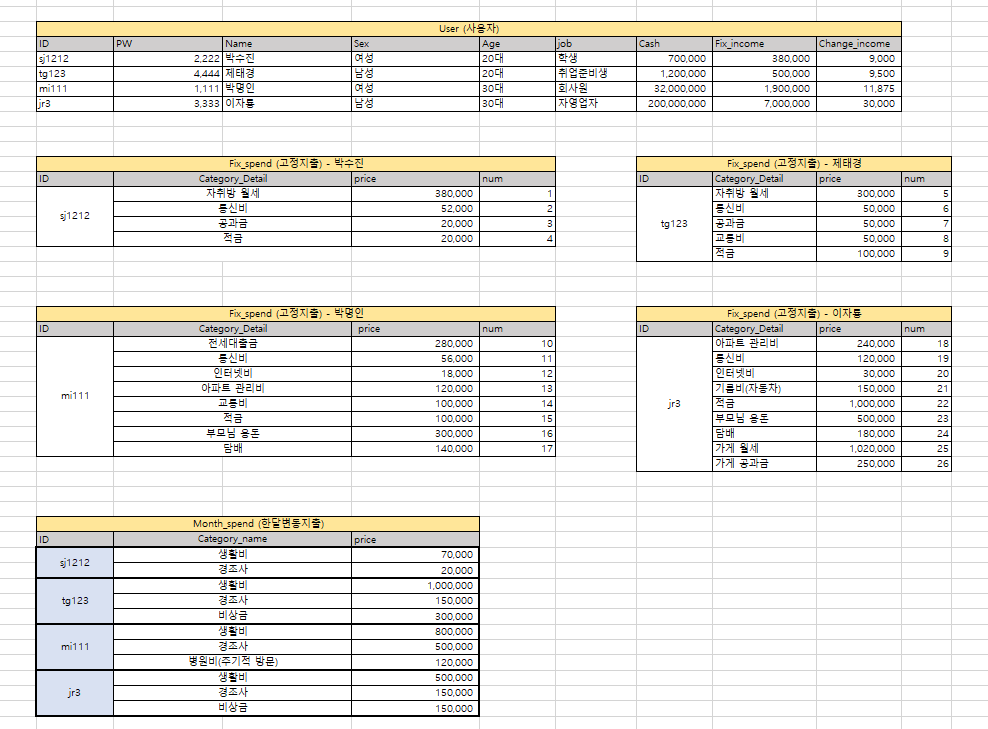 User (사용자)
ID PW Name Sex Age job Cash Fix_income Change_income
sj1212 2,222 박수진 여성 20대 학생 700,000 380,000 9,000
tg123 4,444 제태경 남성 20대 취업준비생 1,200,000 500,000 9,500
mi111 1,111 박명인 여성 30대 회사원 32,000,000 1,900,000 11,875
jr3 3,333 이자룡 남성 30대 자영업자 200,000,000 7,000,000 30,000
Fix_spend (고정지출) - 박수진
ID Category_Detail price num
sj1212
자취방 월세 380,000 1
통신비 52,000 2
공과금 20,000 3
적금 20,000 4
Fix_spend (고정지출) - 제태경
ID Category_Detail price num
tg123
자취방 월세 300,000 5
통신비 50,000 6
공과금 50,000 7
교통비 50,000 8
적금 100,000 9
Fix_spend (고정지출) - 박명인
ID Category_Detail price num
mi111
전세대출금 280,000 10
통신비 56,000 11
인터넷비 18,000 12
아파트 관리비 120,000 13
교통비 100,000 14
적금 100,000 15
부모님 용돈 300,000 16
담배 140,000 17
Fix_spend (고정지출) - 이자룡
ID Category_Detail price num
jr3
아파트 관리비 240,000 18
통신비 120,000 19
인터넷비 30,000 20
기름비(자동차) 150,000 21
적금 1,000,000 22
부모님 용돈 500,000 23
담배 180,000 24
가게 월세 1,020,000 25
가게 공과금 250,000 26
Month_spend (한달변동지출)
ID Category_name price
sj1212
생활비 70,000
경조사 20,000
tg123
생활비 1,000,000
경조사 150,000
비상금 300,000
mi111
생활비 800,000
경조사 500,000
병원비(주기적 방문) 120,000
jr3
생활비 500,000
경조사 150,000
비상금 150,000